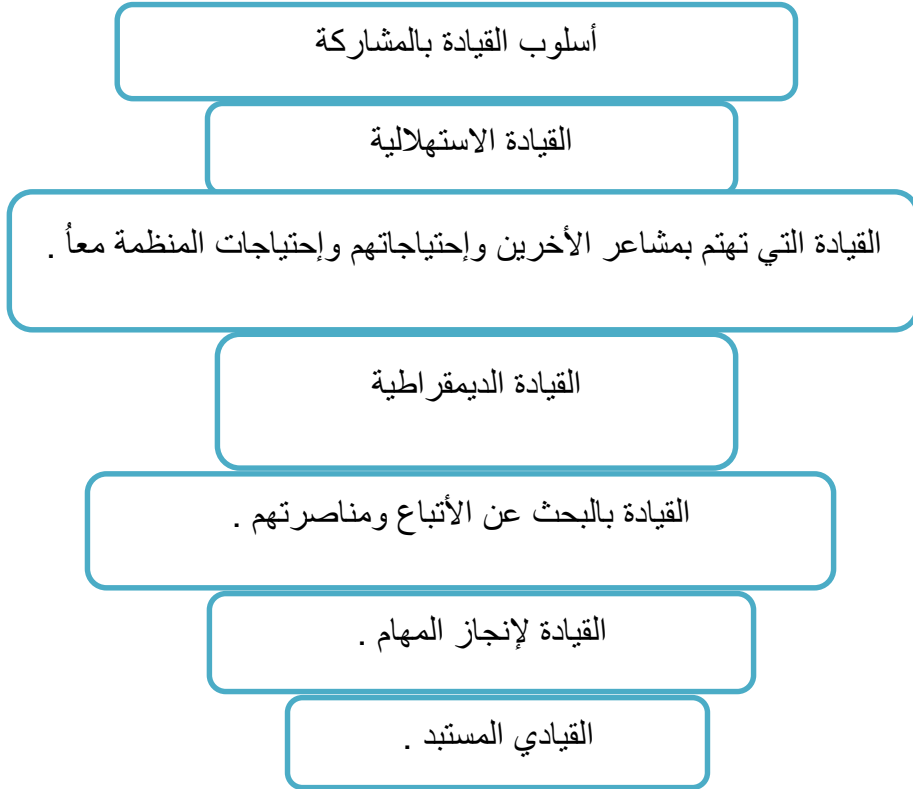 أسلوب القيادة بالمشاركة
القيادة الاستهلالية
القيادة التي تهتم بمشاعر الأخرين وإحتياجاتهم وإحتياجات المنظمة معاُ .
القيادة الديمقراطية
القيادة بالبحث عن الأتباع ومناصرتهم .
القيادة لإنجاز المهام .
القيادي المستبد .